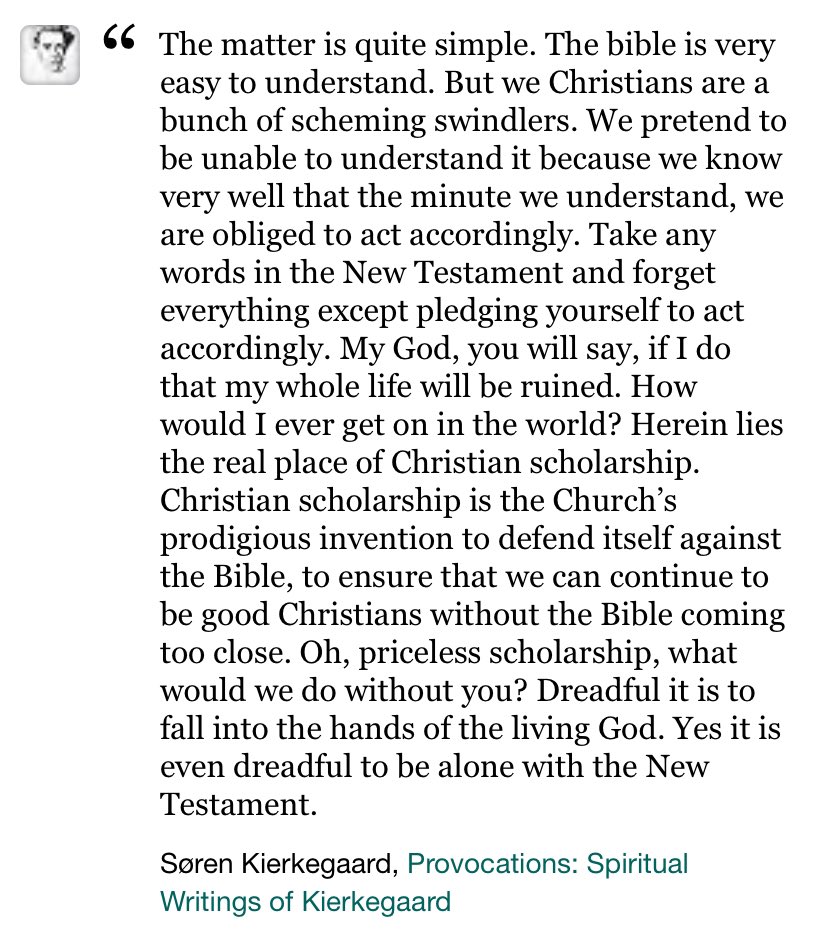 “ The matter is quite simple. The bible is very
easy to understand. But we Christians are a
bunch of scheming swindlers. We pretend to
be unable to understand it because we know
very well that the minute we understand, we
are obliged to act accordingly. Take any
words in the New Testament and forget
everything except pledging yourself to act
accordingly. My God, you will say, if I do
that my whole life will be ruined. How
would I ever get on in the world? Herein lies
the real place of Christian scholarship.
Christian scholarship is the Church’s
prodigious invention to defend itself against
the Bible, to ensure that we can continue to
be good Christians without the Bible coming
too close. Oh, priceless scholarship, what
would we do without you? Dreadful it is to
fall into the hands of the living God. Yes it is
even dreadful to be alone with the New
Testament.
Søren Kierkegaard, Provocations: Spiritual
Writings of Kierkegaard